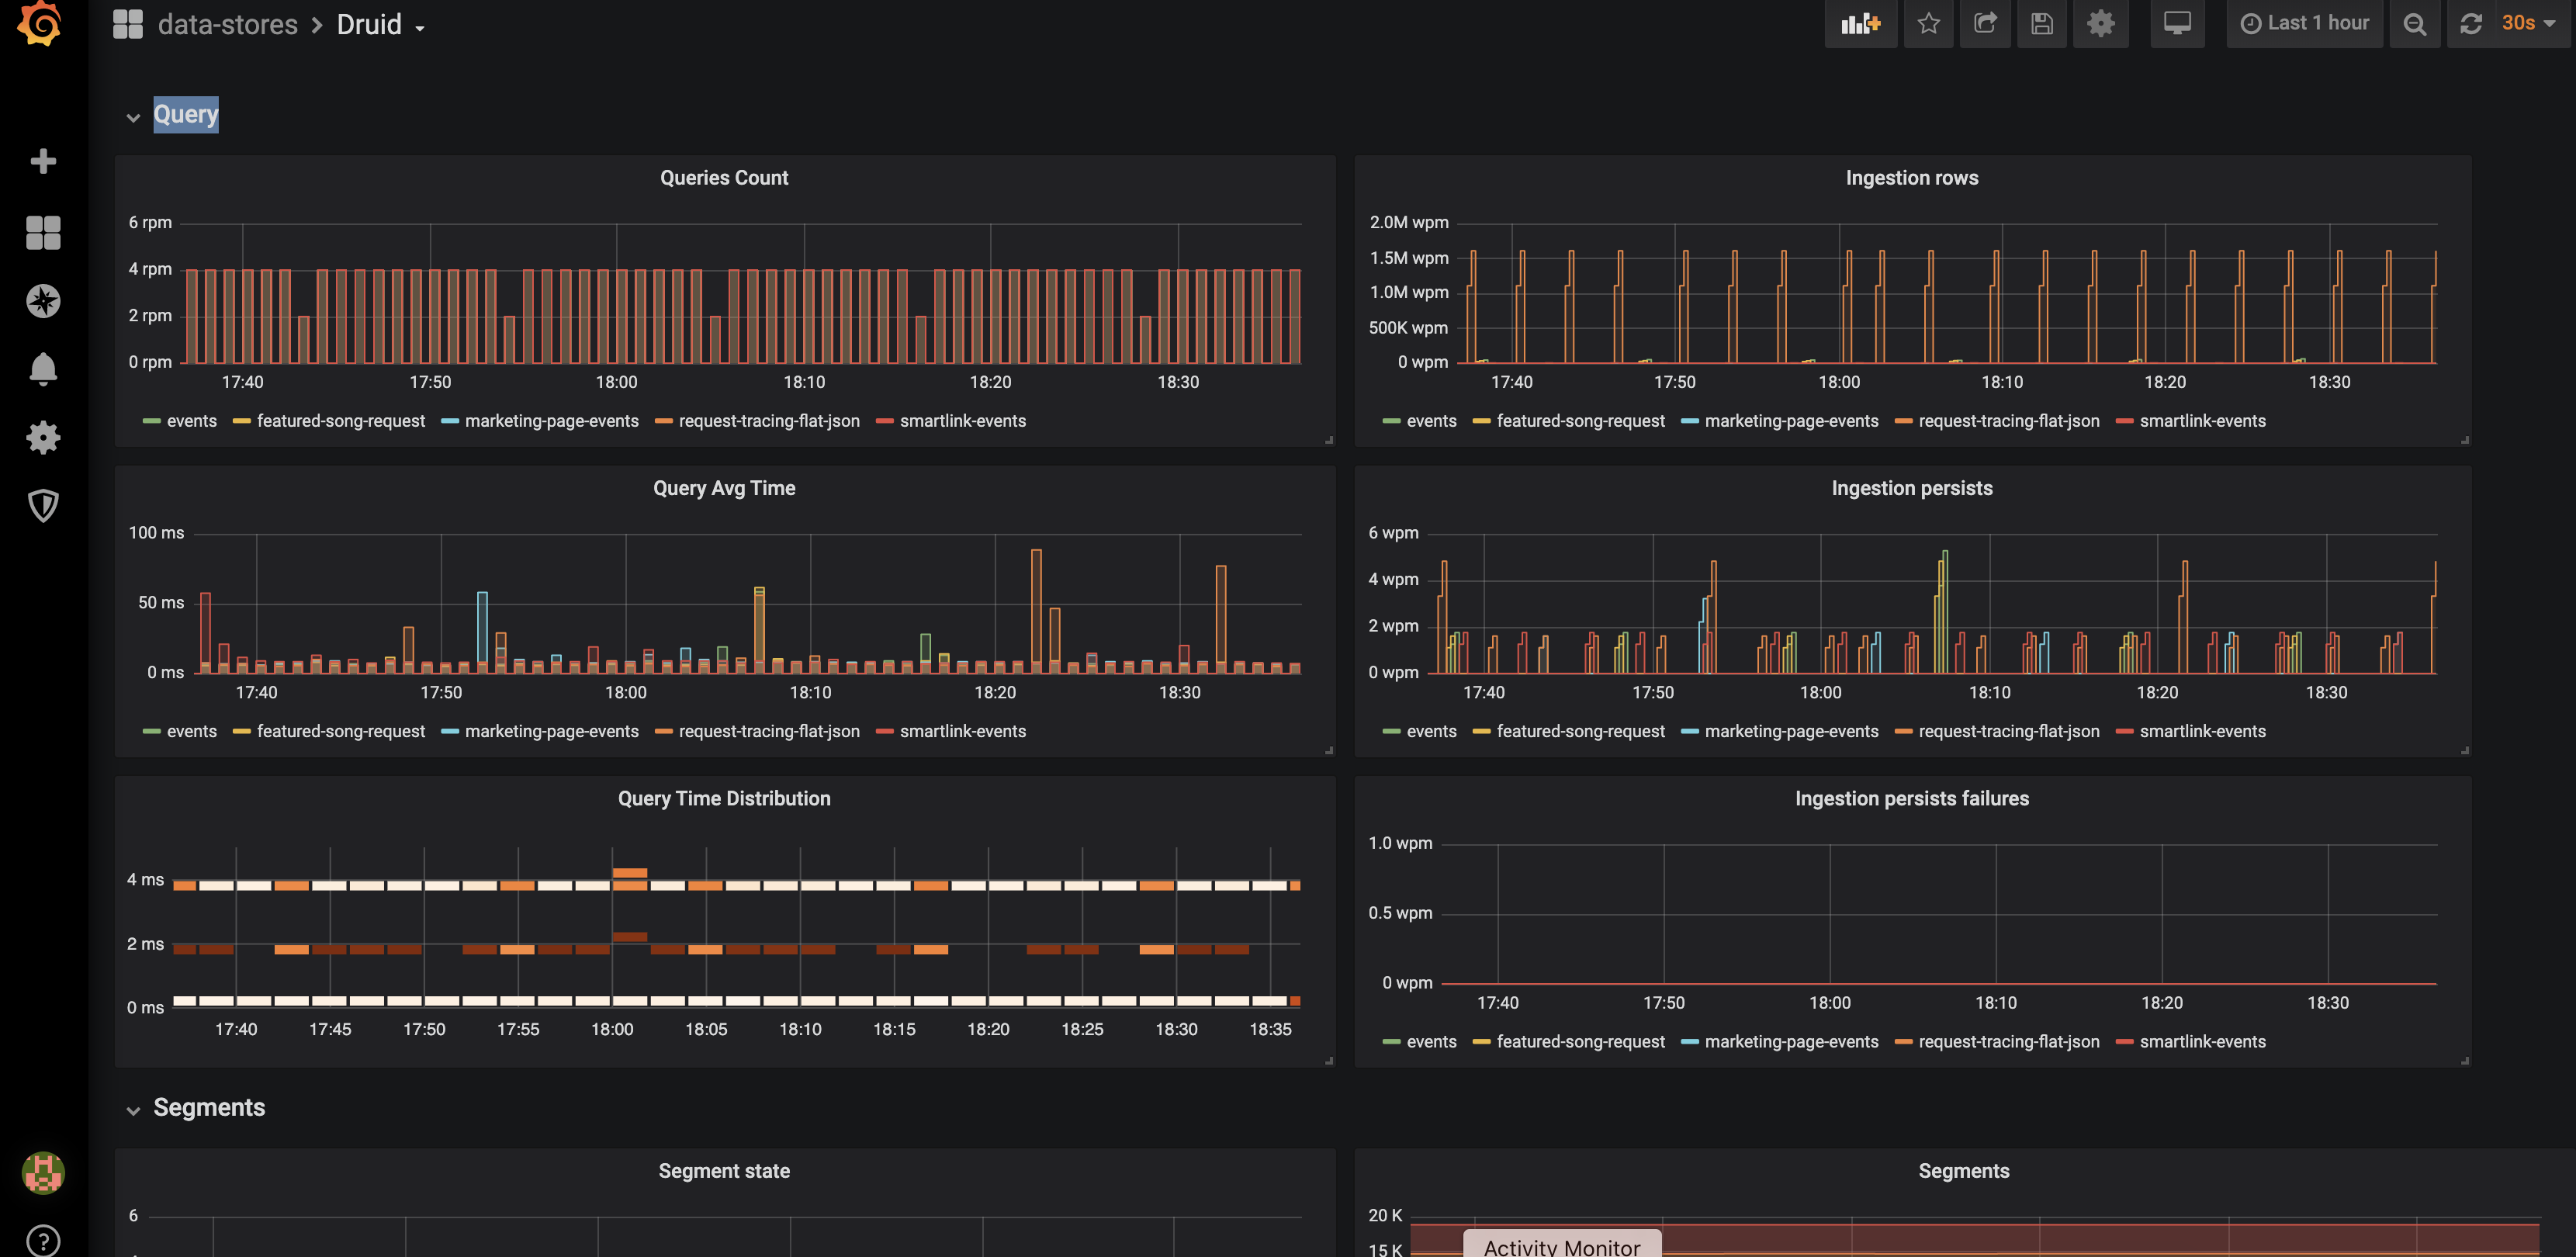 data-stores > Druid
Last 1 hour
30s
Query
Queries Count
6 rpm
4 rpm
2 rpm
0 rpm
17:40 17:50 18:00 18:10 18:20 18:30
events featured-song-request marketing-page-events request-tracing-flat-json smartlink-events
Ingestion rows
2.0M wpm
1.5M wpm
1.0M wpm
500K wpm
0 wpm
17:40 17:50 18:00 18:10 18:20 18:30
events featured-song-request marketing-page-events request-tracing-flat-json smartlink-events
Query Avg Time
100 ms
50 ms
0 ms
17:40 17:50 18:00 18:10 18:20 18:30
events featured-song-request marketing-page-events request-tracing-flat-json smartlink-events
Ingestion persists
6 wpm
4 wpm
2 wpm
0 wpm
17:40 17:50 18:00 18:10 18:20 18:30
events featured-song-request marketing-page-events request-tracing-flat-json smartlink-events
Query Time Distribution
4 ms
2 ms
0 ms
17:40 17:45 17:50 17:55 18:00 18:05 18:10 18:15 18:20 18:25 18:30 18:35
Ingestion persists failures
1.0 wpm
0.5 wpm
0 wpm
17:40 17:50 18:00 18:10 18:20 18:30
events featured-song-request marketing-page-events request-tracing-flat-json smartlink-events
Segments
Segment state
6
Segments
20 K
15 K
Activity Monitor
?